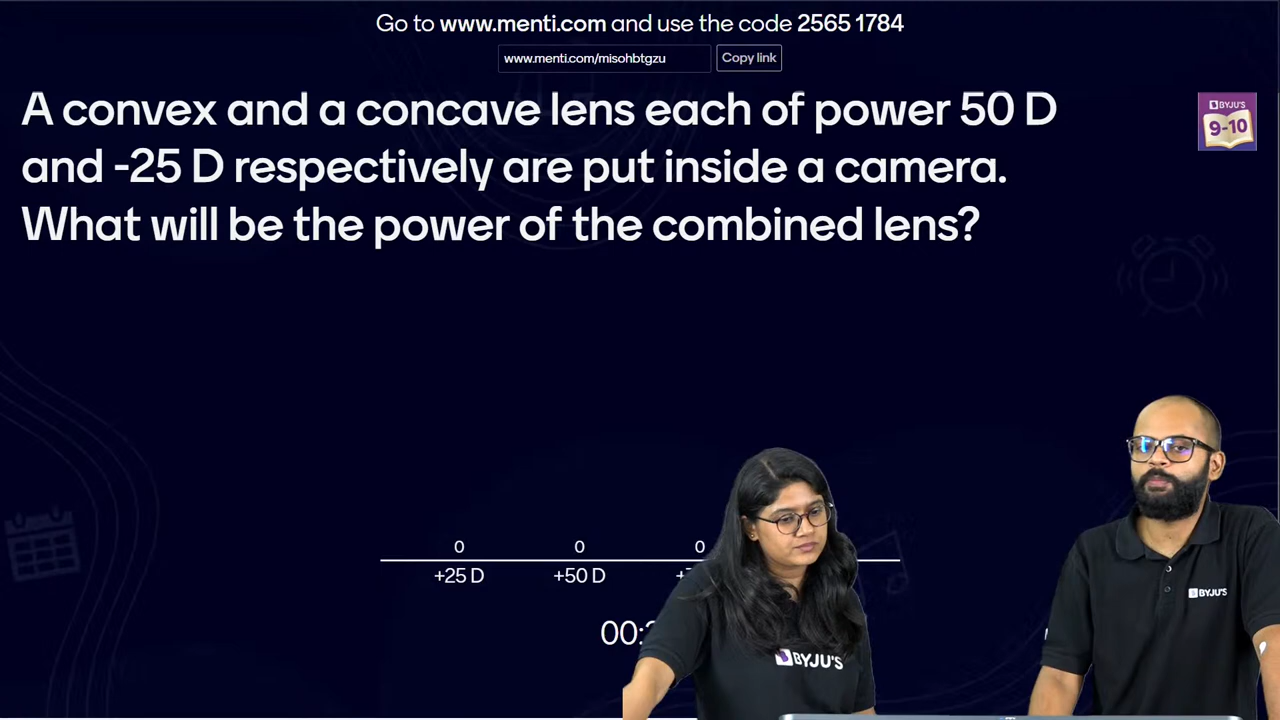 Go to www.menti.com and use the code 2565 1784
www.menti.com/misohbtgzu
Copy link
A convex and a concave lens each of power 50 D
and -25 D respectively are put inside a camera.
What will be the power of the combined lens?
BYJU'S
9-10
0 0 0
+25 D +50 D
00:
BYJU'S
BYJU'S